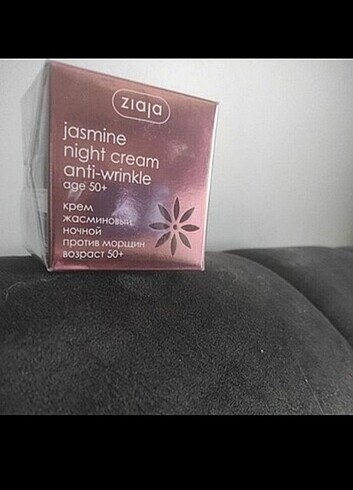 ziaja
jasmine
night cream
anti-wrinkle
age 50+
крем
жасминовый
ночной
против морщин
возраст 50+